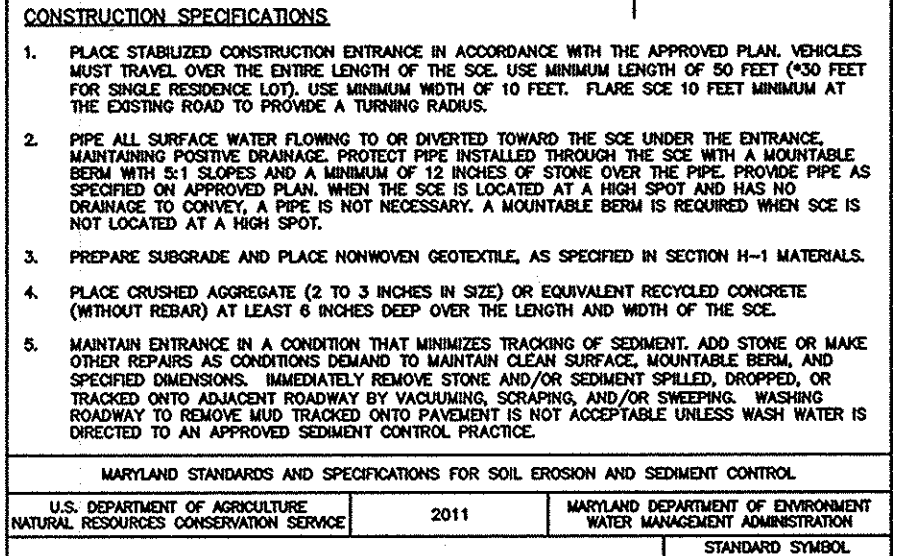 CONSTRUCTION SPECIFICATIONS
1. PLACE STABILIZED CONSTRUCTION ENTRANCE IN ACCORDANCE WITH THE APPROVED PLAN. VEHICLES
MUST TRAVEL OVER THE ENTIRE LENGTH OF THE SCE. USE MINIMUM LENGTH OF 50 FEET (*30 FEET
FOR SINGLE RESIDENCE LOT). USE MINIMUM WIDTH OF 10 FEET. FLARE SCE 10 FEET MINIMUM AT
THE EXISTING ROAD TO PROVIDE A TURNING RADIUS.
2. PIPE ALL SURFACE WATER FLOWING TO OR DIVERTED TOWARD THE SCE UNDER THE ENTRANCE,
MAINTAINING POSITIVE DRAINAGE. PROTECT PIPE INSTALLED THROUGH THE SCE WITH A MOUNTABLE
BERM WITH 5:1 SLOPES AND A MINIMUM OF 12 INCHES OF STONE OVER THE PIPE. PROVIDE PIPE AS
SPECIFIED ON APPROVED PLAN. WHEN THE SCE IS LOCATED AT A HIGH SPOT AND HAS NO
DRAINAGE TO CONVEY, A PIPE IS NOT NECESSARY. A MOUNTABLE BERM IS REQUIRED WHEN SCE IS
NOT LOCATED AT A HIGH SPOT.
3. PREPARE SUBGRADE AND PLACE NONWOVEN GEOTEXTILE, AS SPECIFIED IN SECTION H-1 MATERIALS.
4. PLACE CRUSHED AGGREGATE (2 TO 3 INCHES IN SIZE) OR EQUIVALENT RECYCLED CONCRETE
(WITHOUT REBAR) AT LEAST 6 INCHES DEEP OVER THE LENGTH AND WIDTH OF THE SCE.
5. MAINTAIN ENTRANCE IN A CONDITION THAT MINIMIZES TRACKING OF SEDIMENT. ADD STONE OR MAKE
OTHER REPAIRS AS CONDITIONS DEMAND TO MAINTAIN CLEAN SURFACE, MOUNTABLE BERM, AND
SPECIFIED DIMENSIONS. IMMEDIATELY REMOVE STONE AND/OR SEDIMENT SPILLED, DROPPED, OR
TRACKED ONTO ADJACENT ROADWAY BY VACUUMING, SCRAPING, AND/OR SWEEPING. WASHING
ROADWAY TO REMOVE MUD TRACKED ONTO PAVEMENT IS NOT ACCEPTABLE UNLESS WASH WATER IS
DIRECTED TO AN APPROVED SEDIMENT CONTROL PRACTICE.
MARYLAND STANDARDS AND SPECIFICATIONS FOR SOIL EROSION AND SEDIMENT CONTROL
U.S. DEPARTMENT OF AGRICULTURE
NATURAL RESOURCES CONSERVATION SERVICE
2011
MARYLAND DEPARTMENT OF ENVIRONMENT
WATER MANAGEMENT ADMINISTRATION
STANDARD SYMBOL